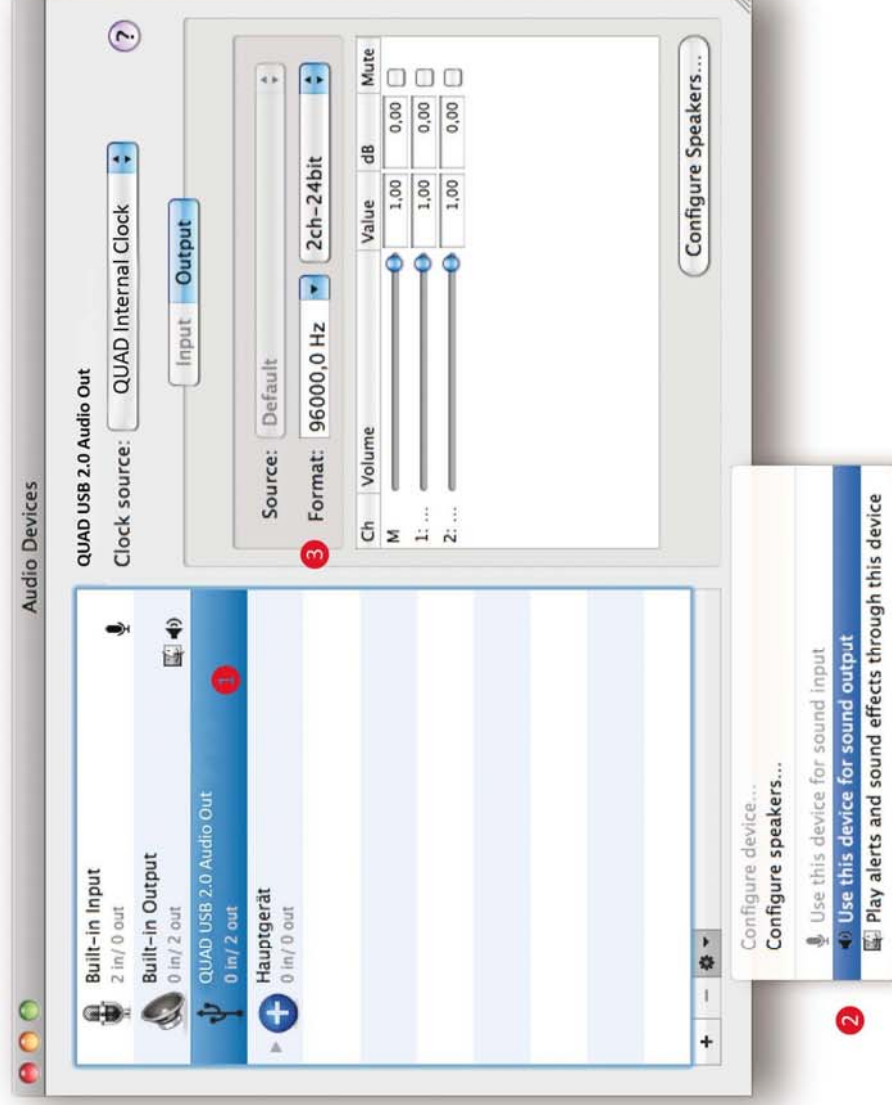 Audio Devices
Built-in Input
2 in/ 0 out
Built-in Output
0 in/ 2 out
QUAD USB 2.0 Audio Out
0 in/ 2 out
1
Hauptgerät
0 in/ 0 out
+ −
QUAD USB 2.0 Audio Out
Clock source: QUAD Internal Clock
?
Input Output
Source: Default
3 Format: 96000,0 Hz 2ch-24bit
Ch Volume Value dB Mute
M 1,00 0,00
1: ... 1,00 0,00
2: ... 1,00 0,00
Configure Speakers...
Configure device...
Configure speakers...
Use this device for sound input
2 Use this device for sound output
Play alerts and sound effects through this device